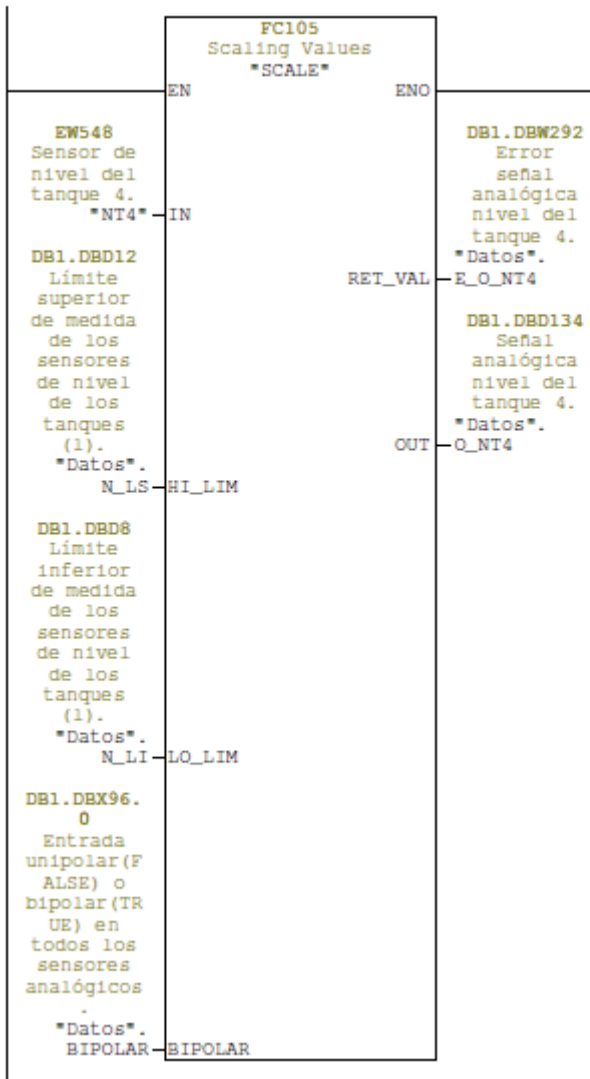 FC105
Scaling Values
"SCALE"
EN
ENO
EW548
Sensor de
nivel del
tanque 4.
"NT4"
IN
DB1.DBD12
Límite
superior
de medida
de los
sensores
de nivel
de los
tanques
(1).
"Datos".
N_LS
HI_LIM
DB1.DBD8
Límite
inferior
de medida
de los
sensores
de nivel
de los
tanques
(1).
"Datos".
N_LI
LO_LIM
DB1.DBX96.
0
Entrada
unipolar(F
ALSE) o
bipolar(TR
UE) en
todos los
sensores
analógicos
.
"Datos".
BIPOLAR
BIPOLAR
DB1.DBW292
Error
señal
analógica
nivel del
tanque 4.
"Datos".
RET_VAL
E_O_NT4
DB1.DBD134
Señal
analógica
nivel del
tanque 4.
"Datos".
OUT
O_NT4